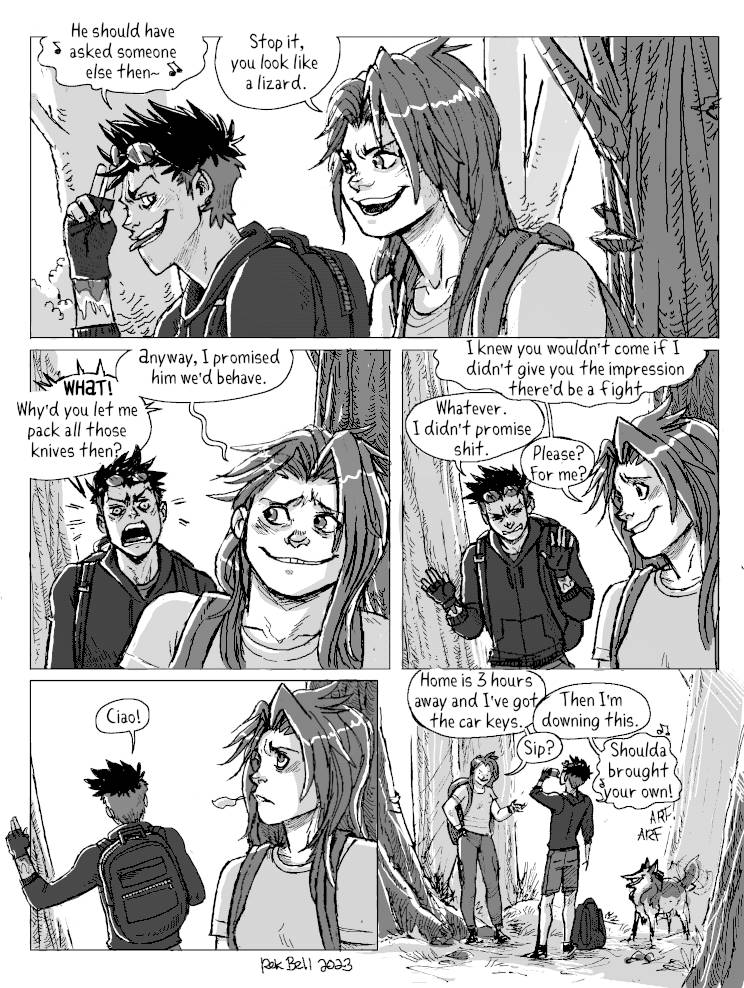 He should have
asked someone
else then~
Stop it,
you look like
a lizard.
WHAT!
Why'd you let me
pack all those
knives then?
anyway, I promised
him we'd behave.
I knew you wouldn't come if I
didn't give you the impression
there'd be a fight
Whatever.
I didn't promise
shit.
Please?
For me?
Ciao!
Home is 3 hours
away and I've got
the car keys.
Then I'm
downing this.
Sip?
Shoulda
brought
your own!
ARF
ARF
Rek Bell 2023